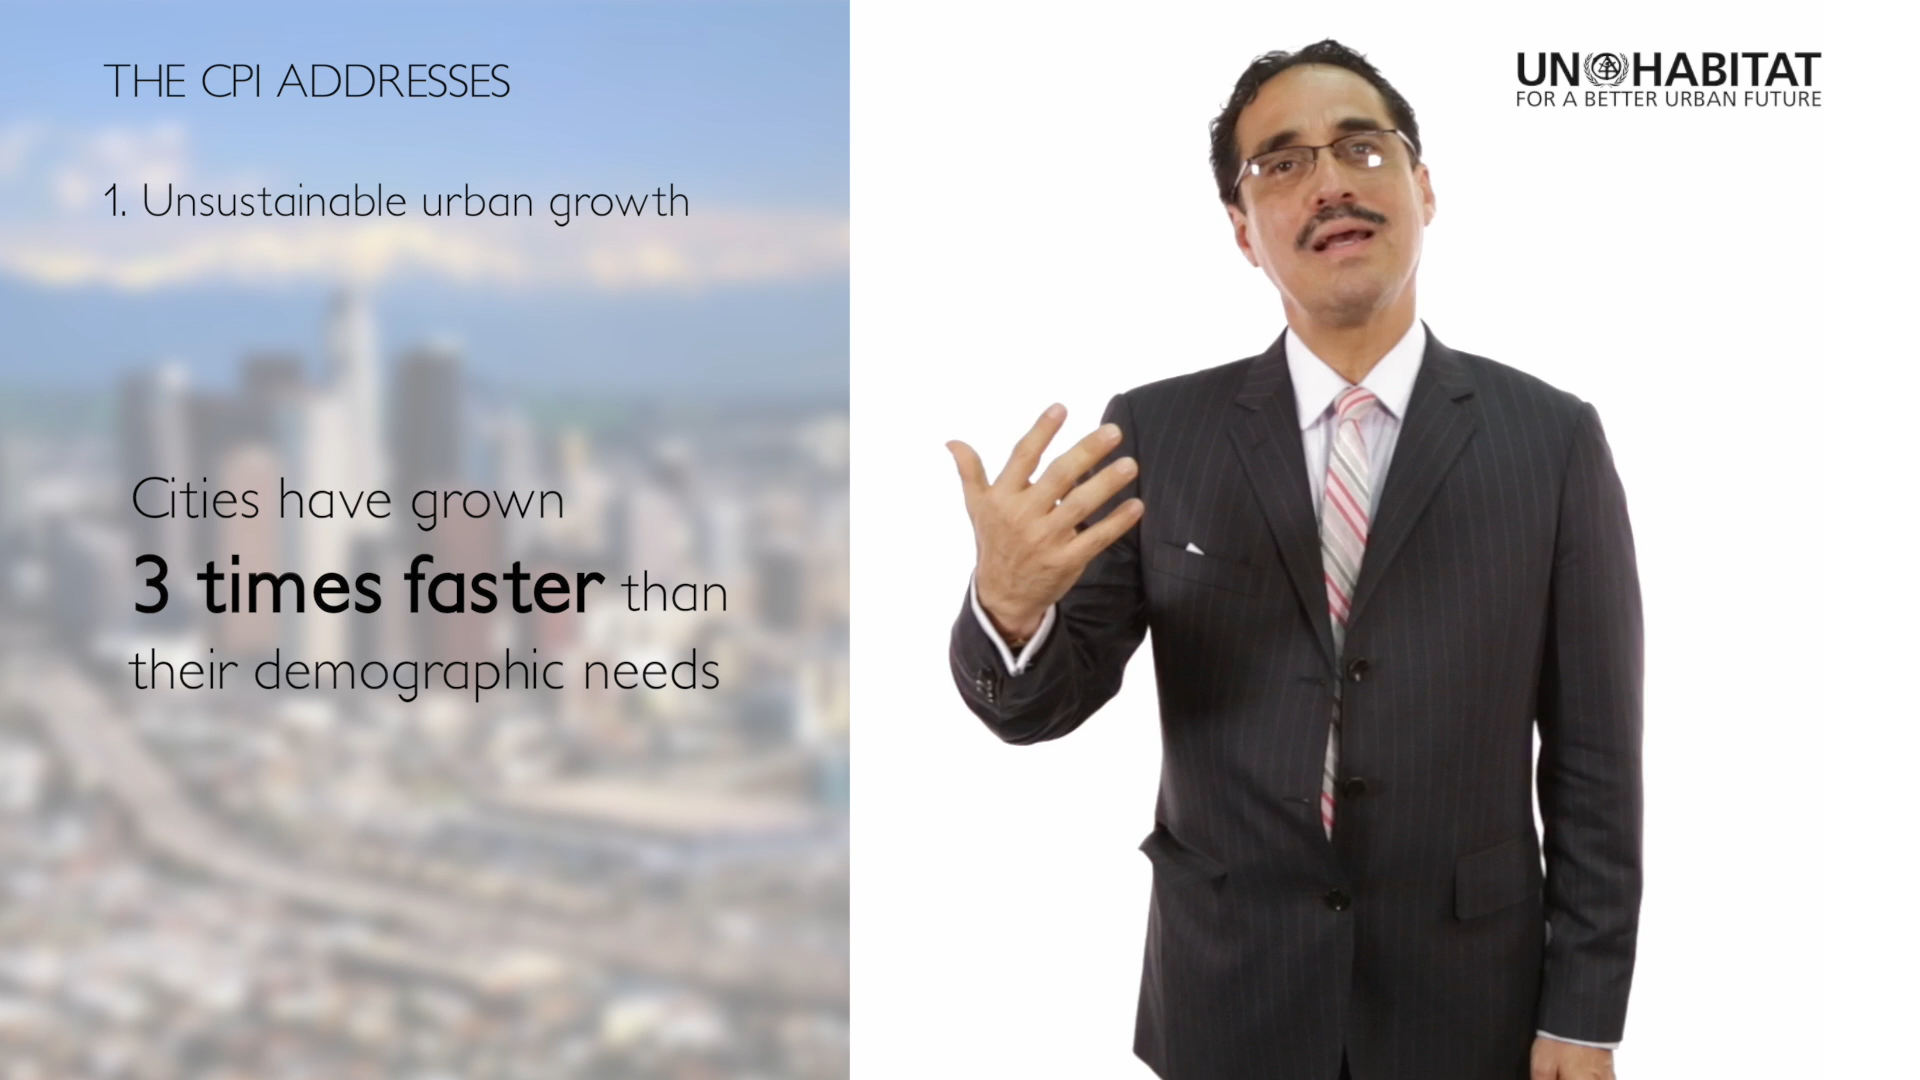 THE CPI ADDRESSES
1. Unsustainable urban growth
Cities have grown
3 times faster than
their demographic needs
UN HABITAT
FOR A BETTER URBAN FUTURE